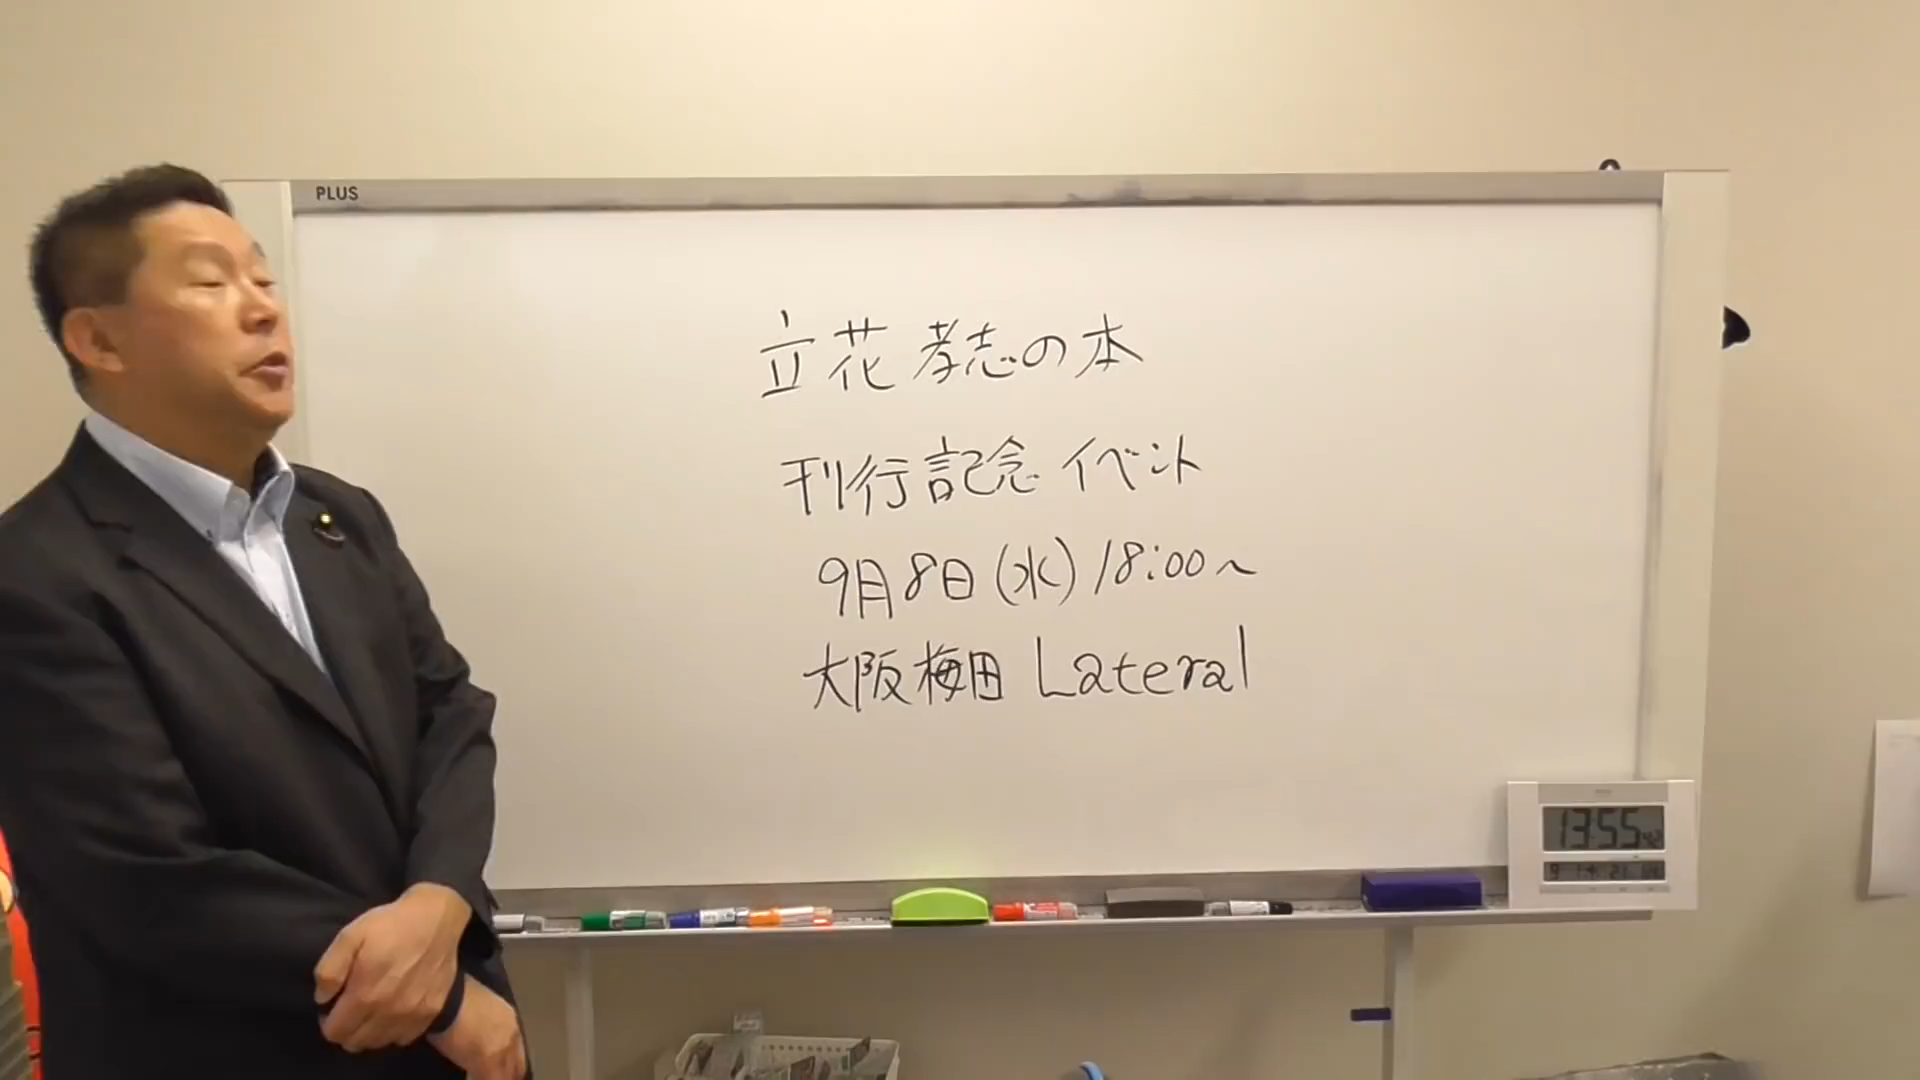 PLUS
立花孝志の本
刊行記念イベント
9月8日(水)18:00~
大阪梅田 Lateral
13:55